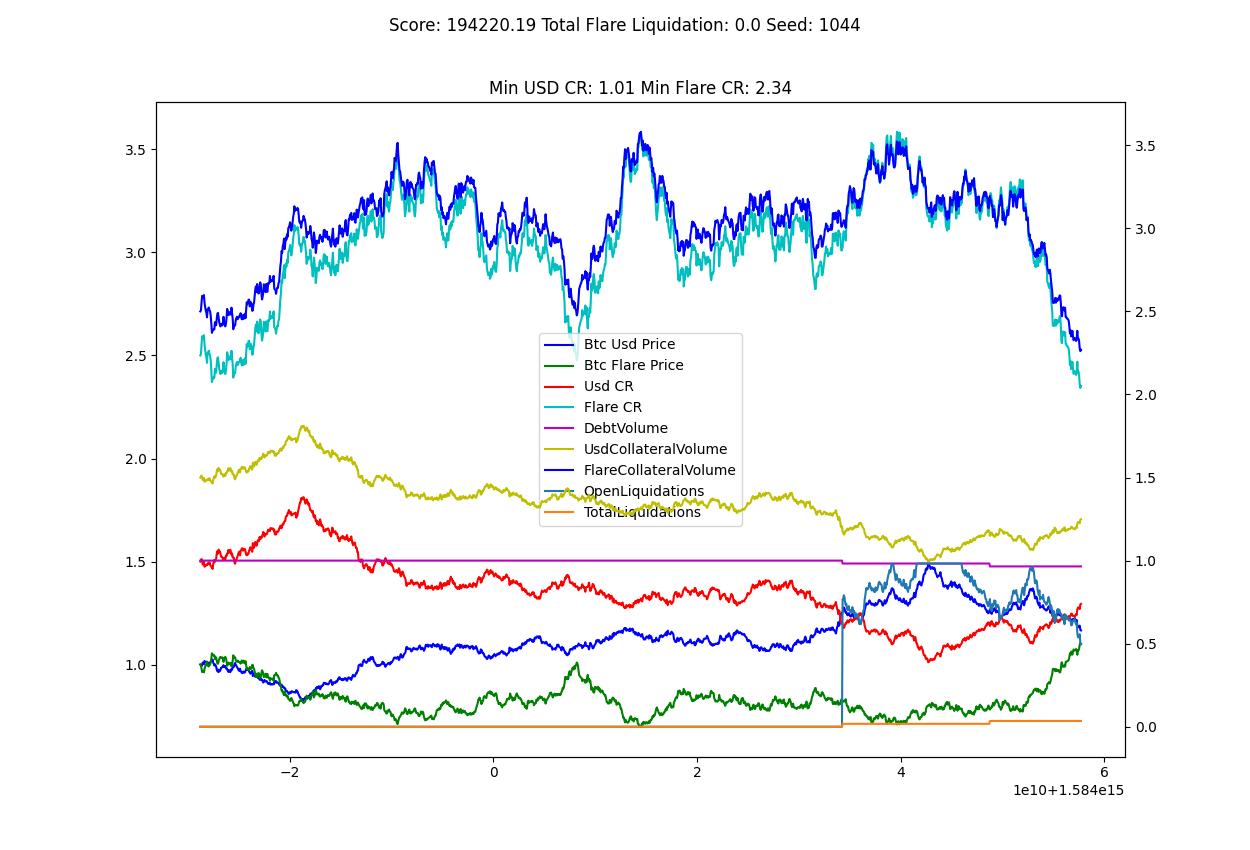 Score: 194220.19 Total Flare Liquidation: 0.0 Seed: 1044
Min USD CR: 1.01 Min Flare CR: 2.34
3.5
3.0
2.5
2.0
1.5
1.0
3.5
3.0
2.5
2.0
1.5
1.0
0.5
0.0
Btc Usd Price
Btc Flare Price
Usd CR
Flare CR
DebtVolume
UsdCollateralVolume
FlareCollateralVolume
OpenLiquidations
TotalLiquidations
−2 0 2 4 6
1e10+1.584e15